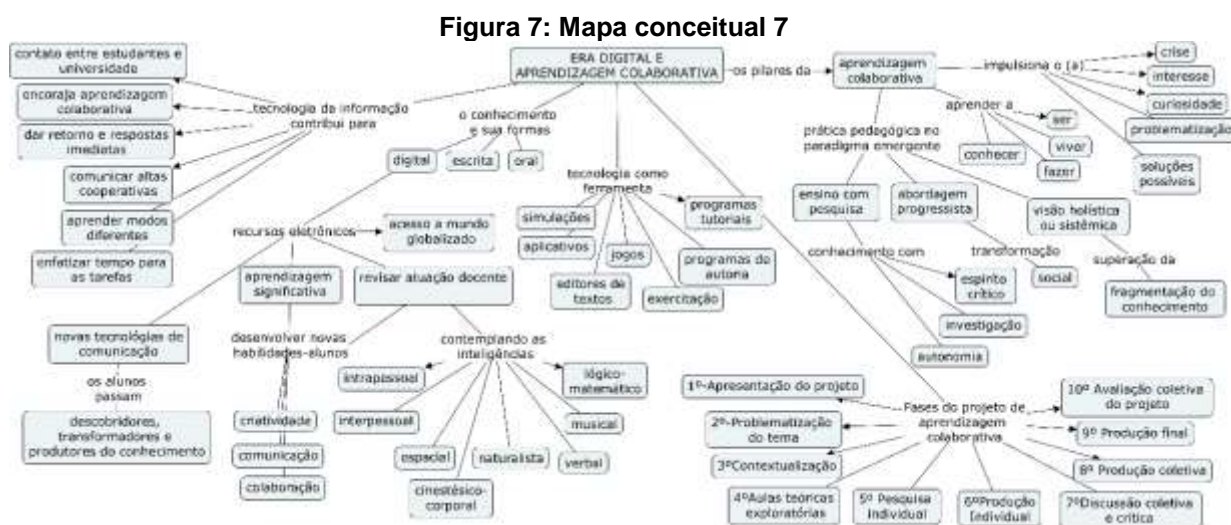 Figura 7: Mapa conceitual 7
ERA DIGITAL E
APRENDIZAGEM COLABORATIVA
contato entre estudantes e
universidade
encoraja aprendizagem
colaborativa
dar retorno e respostas
imediatas
comunicar altas
cooperativas
aprender modos
diferentes
enfatizar tempo para
as tarefas
tecnologia da informação
contribui para
o conhecimento
e sua formas
digital
escrita
oral
recursos eletrônicos
acesso a mundo
globalizado
aprendizagem
significativa
revisar atuação docente
novas tecnológias de
comunicação
os alunos
passam
descobridores,
transformadores e
produtores do conhecimento
desenvolver novas
habilidades-alunos
criatividade
comunicação
colaboração
contemplando as
inteligências
intrapassoal
interpessoal
espacial
cinestésico-
corporal
naturalista
verbal
musical
lógico-
matemático
tecnologia como
ferramenta
simulações
aplicativos
editores de
textos
jogos
exercitação
programas de
autoria
programas
tutoriais
os pilares da
aprendizagem
colaborativa
impulsiona o (a)
crise
interesse
curiosidade
problematização
soluções
possíveis
aprender a
conhecer
ser
viver
fazer
prática pedagógica no
paradigma emergente
ensino com
pesquisa
abordagem
progressista
visão holística
ou sistêmica
conhecimento com
espírito
crítico
investigação
autonomia
transformação
social
superação da
fragmentação do
conhecimento
Fases do projeto de
aprendizagem
colaborativa
1º-Apresentação do projeto
2º-Problematização
do tema
3ºContextualização
4ºAulas teóricas
exploratórias
5º Pesquisa
individual
6ºProdução
Individual
7ºDiscussão coletiva
e critica
8º Produção coletiva
9º Produção final
10º Avaliação coletiva
do projeto